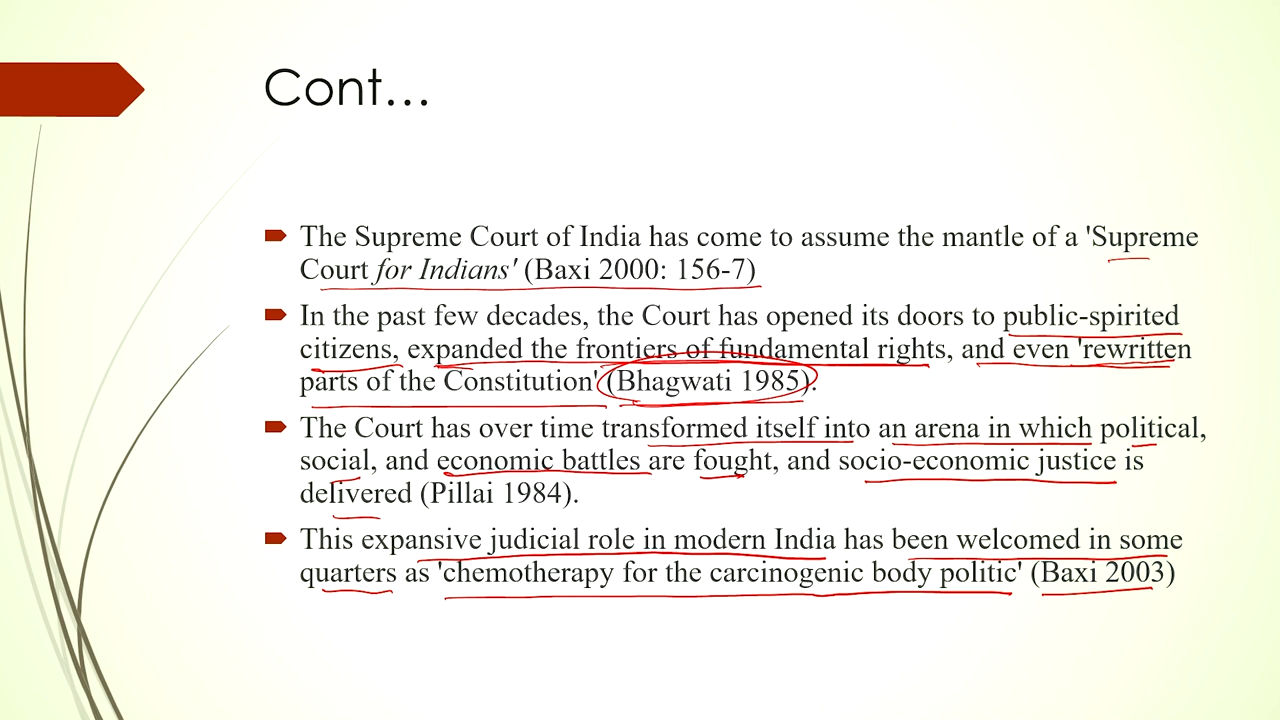 Cont...
The Supreme Court of India has come to assume the mantle of a 'Supreme
Court for Indians' (Baxi 2000: 156-7)
In the past few decades, the Court has opened its doors to public-spirited
citizens, expanded the frontiers of fundamental rights, and even 'rewritten
parts of the Constitution' (Bhagwati 1985).
The Court has over time transformed itself into an arena in which political,
social, and economic battles are fought, and socio-economic justice is
delivered (Pillai 1984).
This expansive judicial role in modern India has been welcomed in some
quarters as 'chemotherapy for the carcinogenic body politic' (Baxi 2003)